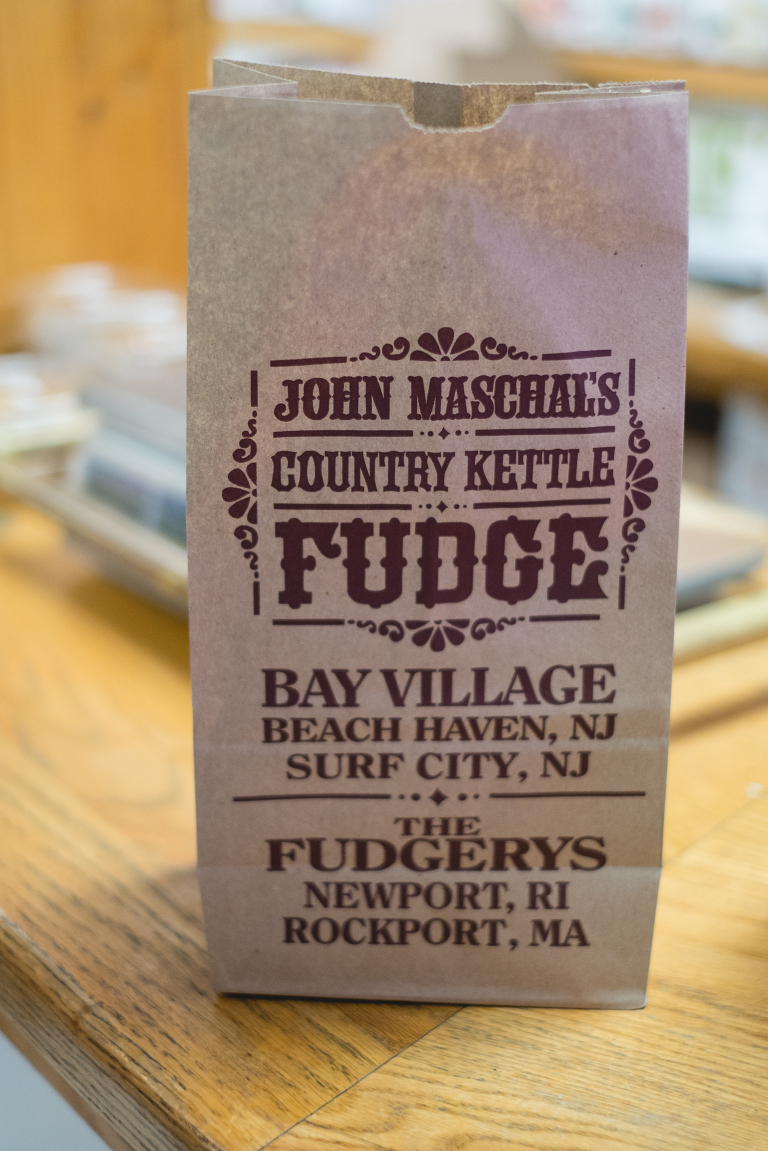 JOHN MASCHAL'S
COUNTRY KETTLE
FUDGE
BAY VILLAGE
BEACH HAVEN, NJ
SURF CITY, NJ
THE
FUDGERYS
NEWPORT, RI
ROCKPORT, MA